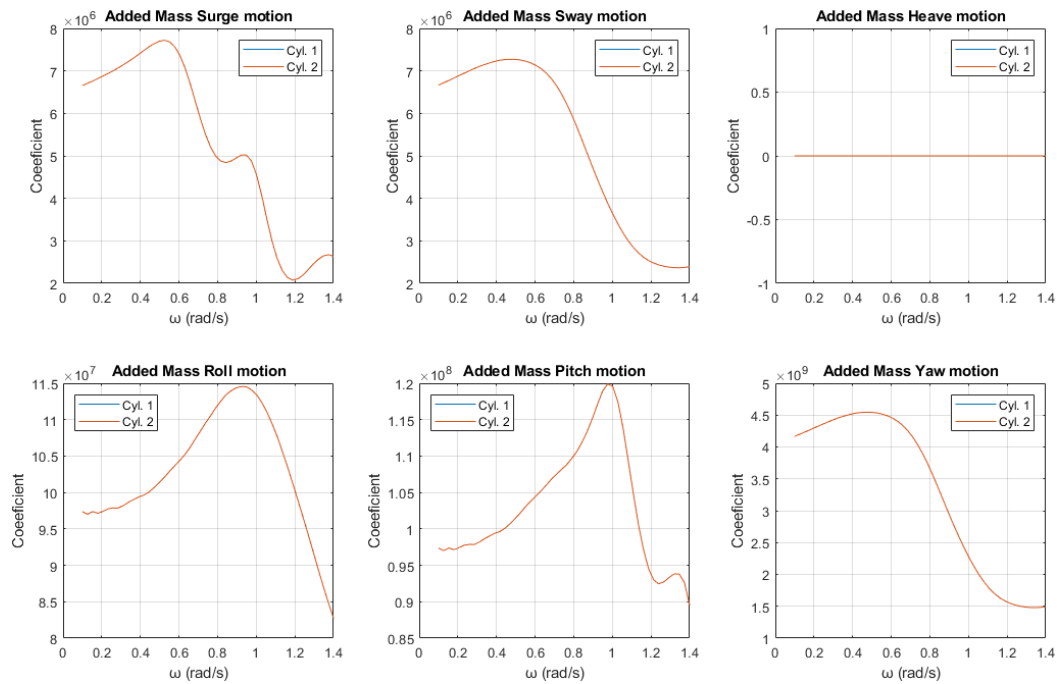 Added Mass Surge motion
×10⁶
8
7
6
5
4
3
2
Coeeficient
0 0.2 0.4 0.6 0.8 1 1.2 1.4
ω (rad/s)
Cyl. 1
Cyl. 2
Added Mass Sway motion
×10⁶
8
7
6
5
4
3
2
Coeeficient
0 0.2 0.4 0.6 0.8 1 1.2 1.4
ω (rad/s)
Cyl. 1
Cyl. 2
Added Mass Heave motion
1
0.5
0
-0.5
-1
Coeeficient
0 0.2 0.4 0.6 0.8 1 1.2 1.4
ω (rad/s)
Cyl. 1
Cyl. 2
Added Mass Roll motion
×10⁷
11.5
11
10.5
10
9.5
9
8.5
8
Coeeficient
0 0.2 0.4 0.6 0.8 1 1.2 1.4
ω (rad/s)
Cyl. 1
Cyl. 2
Added Mass Pitch motion
×10⁸
1.20
1.15
1.10
1.05
1
0.95
0.90
0.85
Coeeficient
0 0.2 0.4 0.6 0.8 1 1.2 1.4
ω (rad/s)
Cyl. 1
Cyl. 2
Added Mass Yaw motion
×10⁹
5
4.5
4
3.5
3
2.5
2
1.5
1
Coeeficient
0 0.2 0.4 0.6 0.8 1 1.2 1.4
ω (rad/s)
Cyl. 1
Cyl. 2